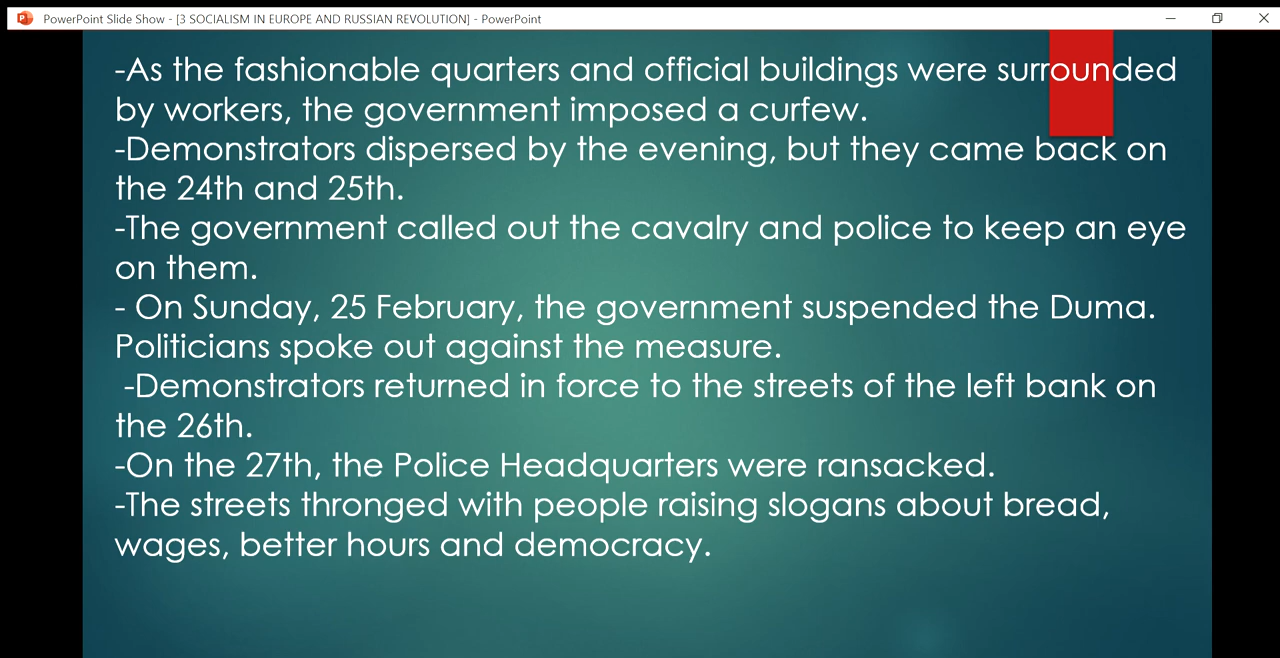 PowerPoint Slide Show - [3 SOCIALISM IN EUROPE AND RUSSIAN REVOLUTION] - PowerPoint
-As the fashionable quarters and official buildings were surrounded
by workers, the government imposed a curfew.
-Demonstrators dispersed by the evening, but they came back on
the 24th and 25th.
-The government called out the cavalry and police to keep an eye
on them.
- On Sunday, 25 February, the government suspended the Duma.
Politicians spoke out against the measure.
-Demonstrators returned in force to the streets of the left bank on
the 26th.
-On the 27th, the Police Headquarters were ransacked.
-The streets thronged with people raising slogans about bread,
wages, better hours and democracy.